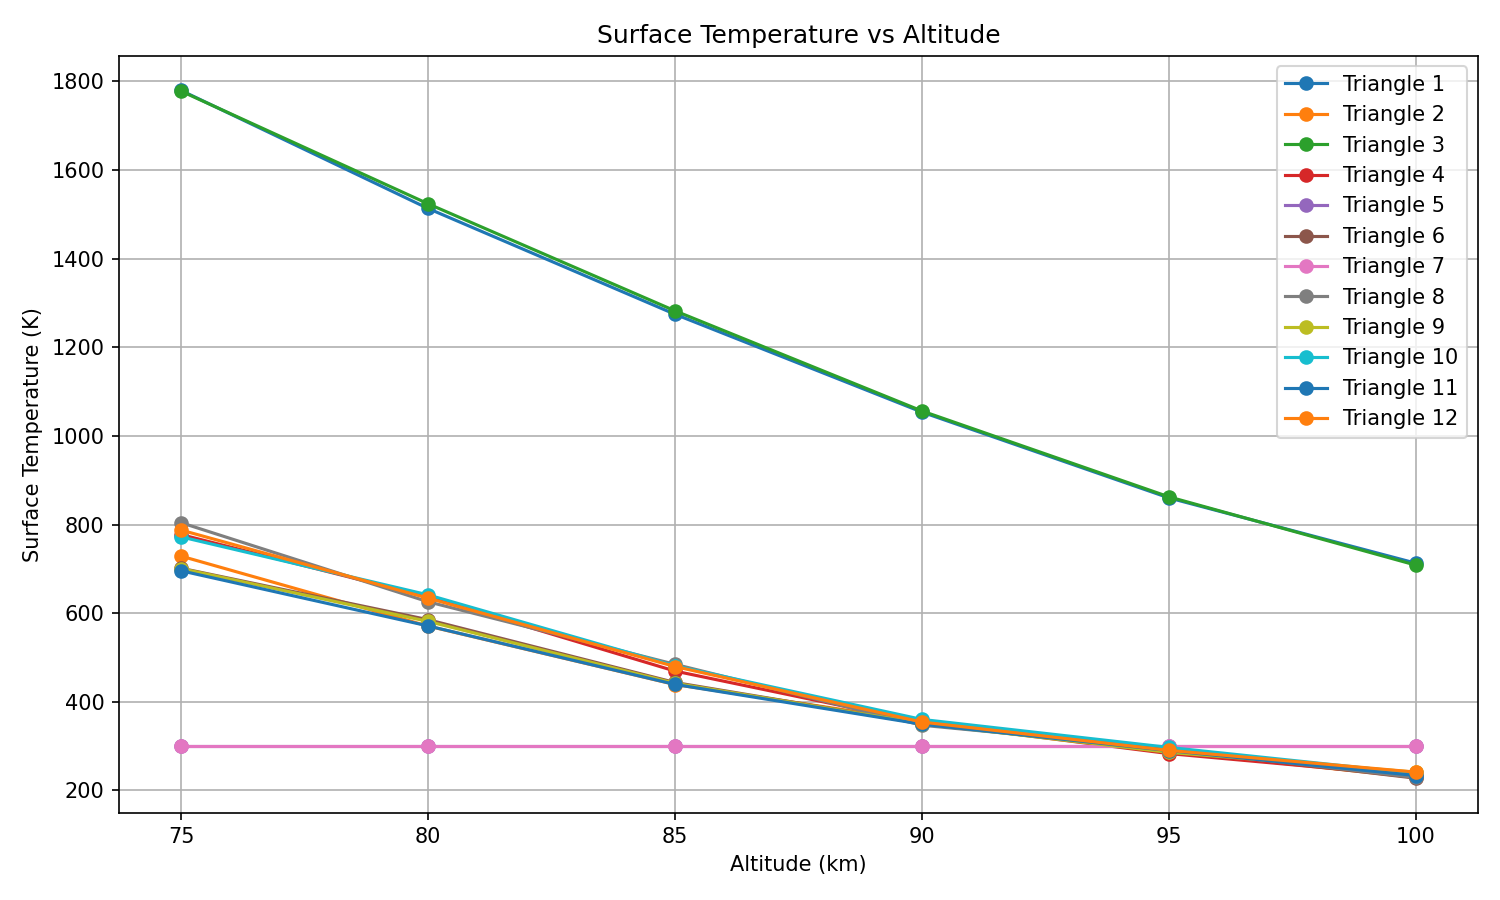 Surface Temperature vs Altitude
Surface Temperature (K)
1800
1600
1400
1200
1000
800
600
400
200
75
80
85
90
95
100
Altitude (km)
Triangle 1
Triangle 2
Triangle 3
Triangle 4
Triangle 5
Triangle 6
Triangle 7
Triangle 8
Triangle 9
Triangle 10
Triangle 11
Triangle 12